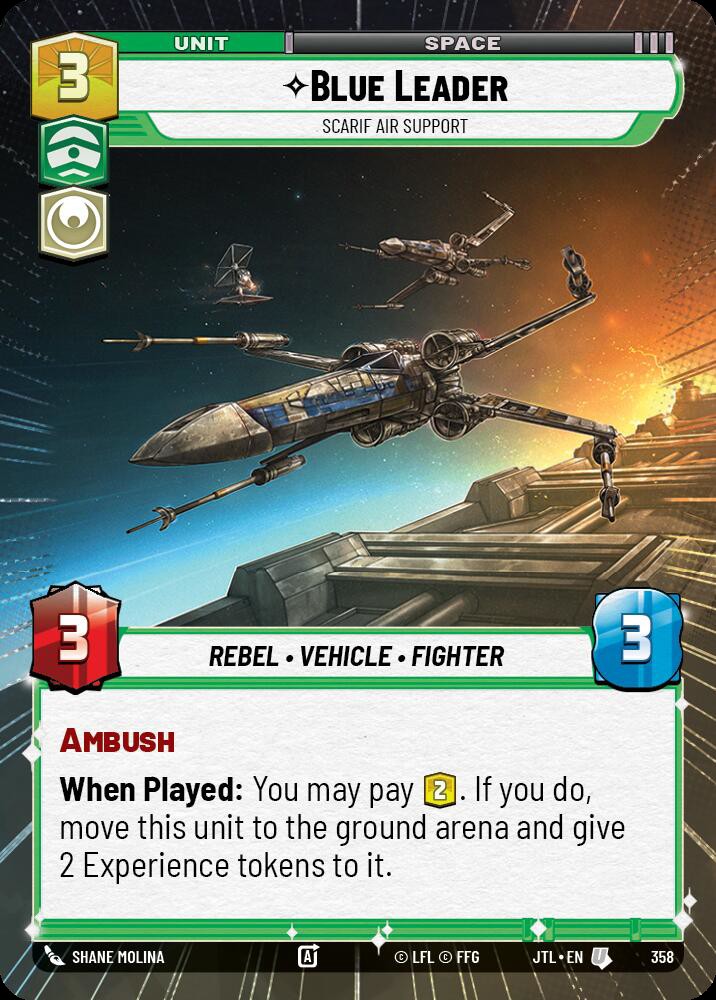 UNIT
SPACE
3
BLUE LEADER
SCARIF AIR SUPPORT
3
REBEL • VEHICLE • FIGHTER
3
AMBUSH
When Played: You may pay 2. If you do,
move this unit to the ground arena and give
2 Experience tokens to it.
SHANE MOLINA
A
© LFL © FFG
JTL • EN
U
358